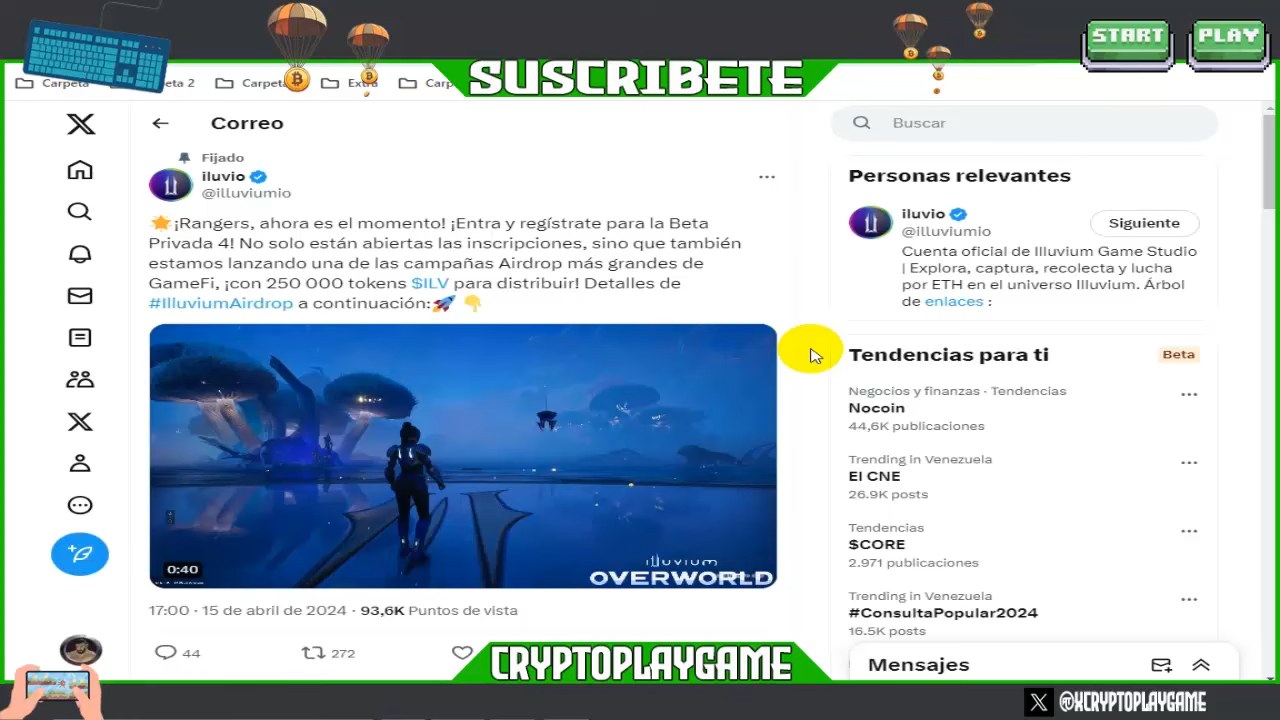 START
PLAY
SUSCRIBETE
Carpeta
eta 2
Carpeta
Extra
Carp
Correo
Buscar
Fijado
iluvio
@illuviumio
¡Rangers, ahora es el momento! ¡Entra y regístrate para la Beta
Privada 4! No solo están abiertas las inscripciones, sino que también
estamos lanzando una de las campañas Airdrop más grandes de
GameFi, ¡con 250 000 tokens $ILV para distribuir! Detalles de
#IlluviumAirdrop a continuación:
0:40
ILLUVIUM
OVERWORLD
17:00 · 15 de abril de 2024 · 93,6K Puntos de vista
44
272
Personas relevantes
iluvio
@illuviumio
Siguiente
Cuenta oficial de Illuvium Game Studio
| Explora, captura, recolecta y lucha
por ETH en el universo Illuvium. Árbol
de enlaces :
Tendencias para ti
Beta
Negocios y finanzas · Tendencias
Nocoin
44,6K publicaciones
Trending in Venezuela
El CNE
26.9K posts
Tendencias
$CORE
2.971 publicaciones
Trending in Venezuela
#ConsultaPopular2024
16.5K posts
Mensajes
CRYPTOPLAYGAME
@XCRYPTOPLAYGAME